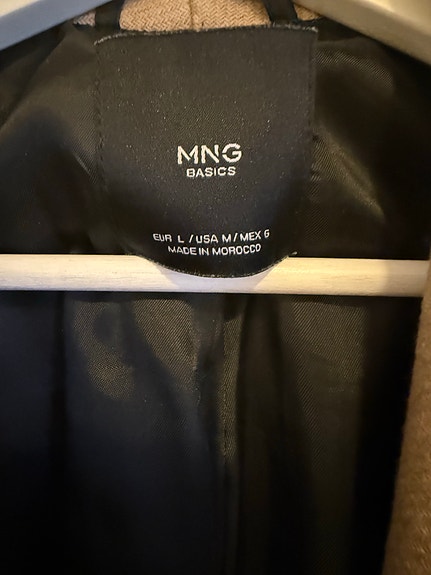 MNG
BASICS
EUR L / USA M / MEX G
MADE IN MOROCCO